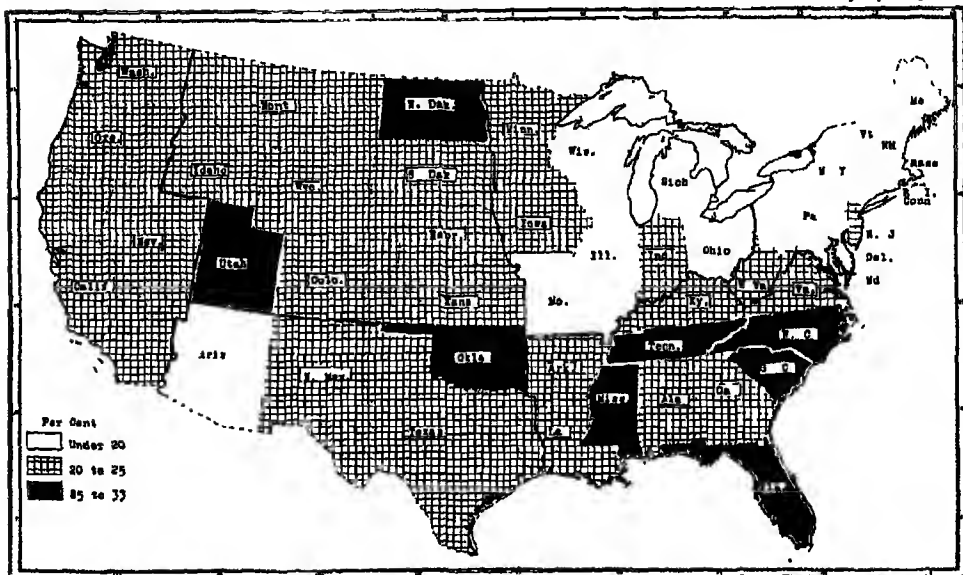 Wash.
Mont
N. Dak.
Minn.
Ore.
Idaho
Wyo
S Dak
Wis.
Mich
Me
Vt
NH
Mass
N Y
R I.
Conn
Pa
N. J
Del.
Md
Nev.
Utah
Colo.
Nebr.
Iowa
Ill.
Ind
Ohio
W Va
Va.
Calif
Kans
Mo.
Ky.
Ariz
N. Mex.
Okla
Ark
Tenn.
N. C
S C
Texas
La
Miss
Ala
Ga
Fla.
Per Cent
Under 20
20 to 25
25 to 33